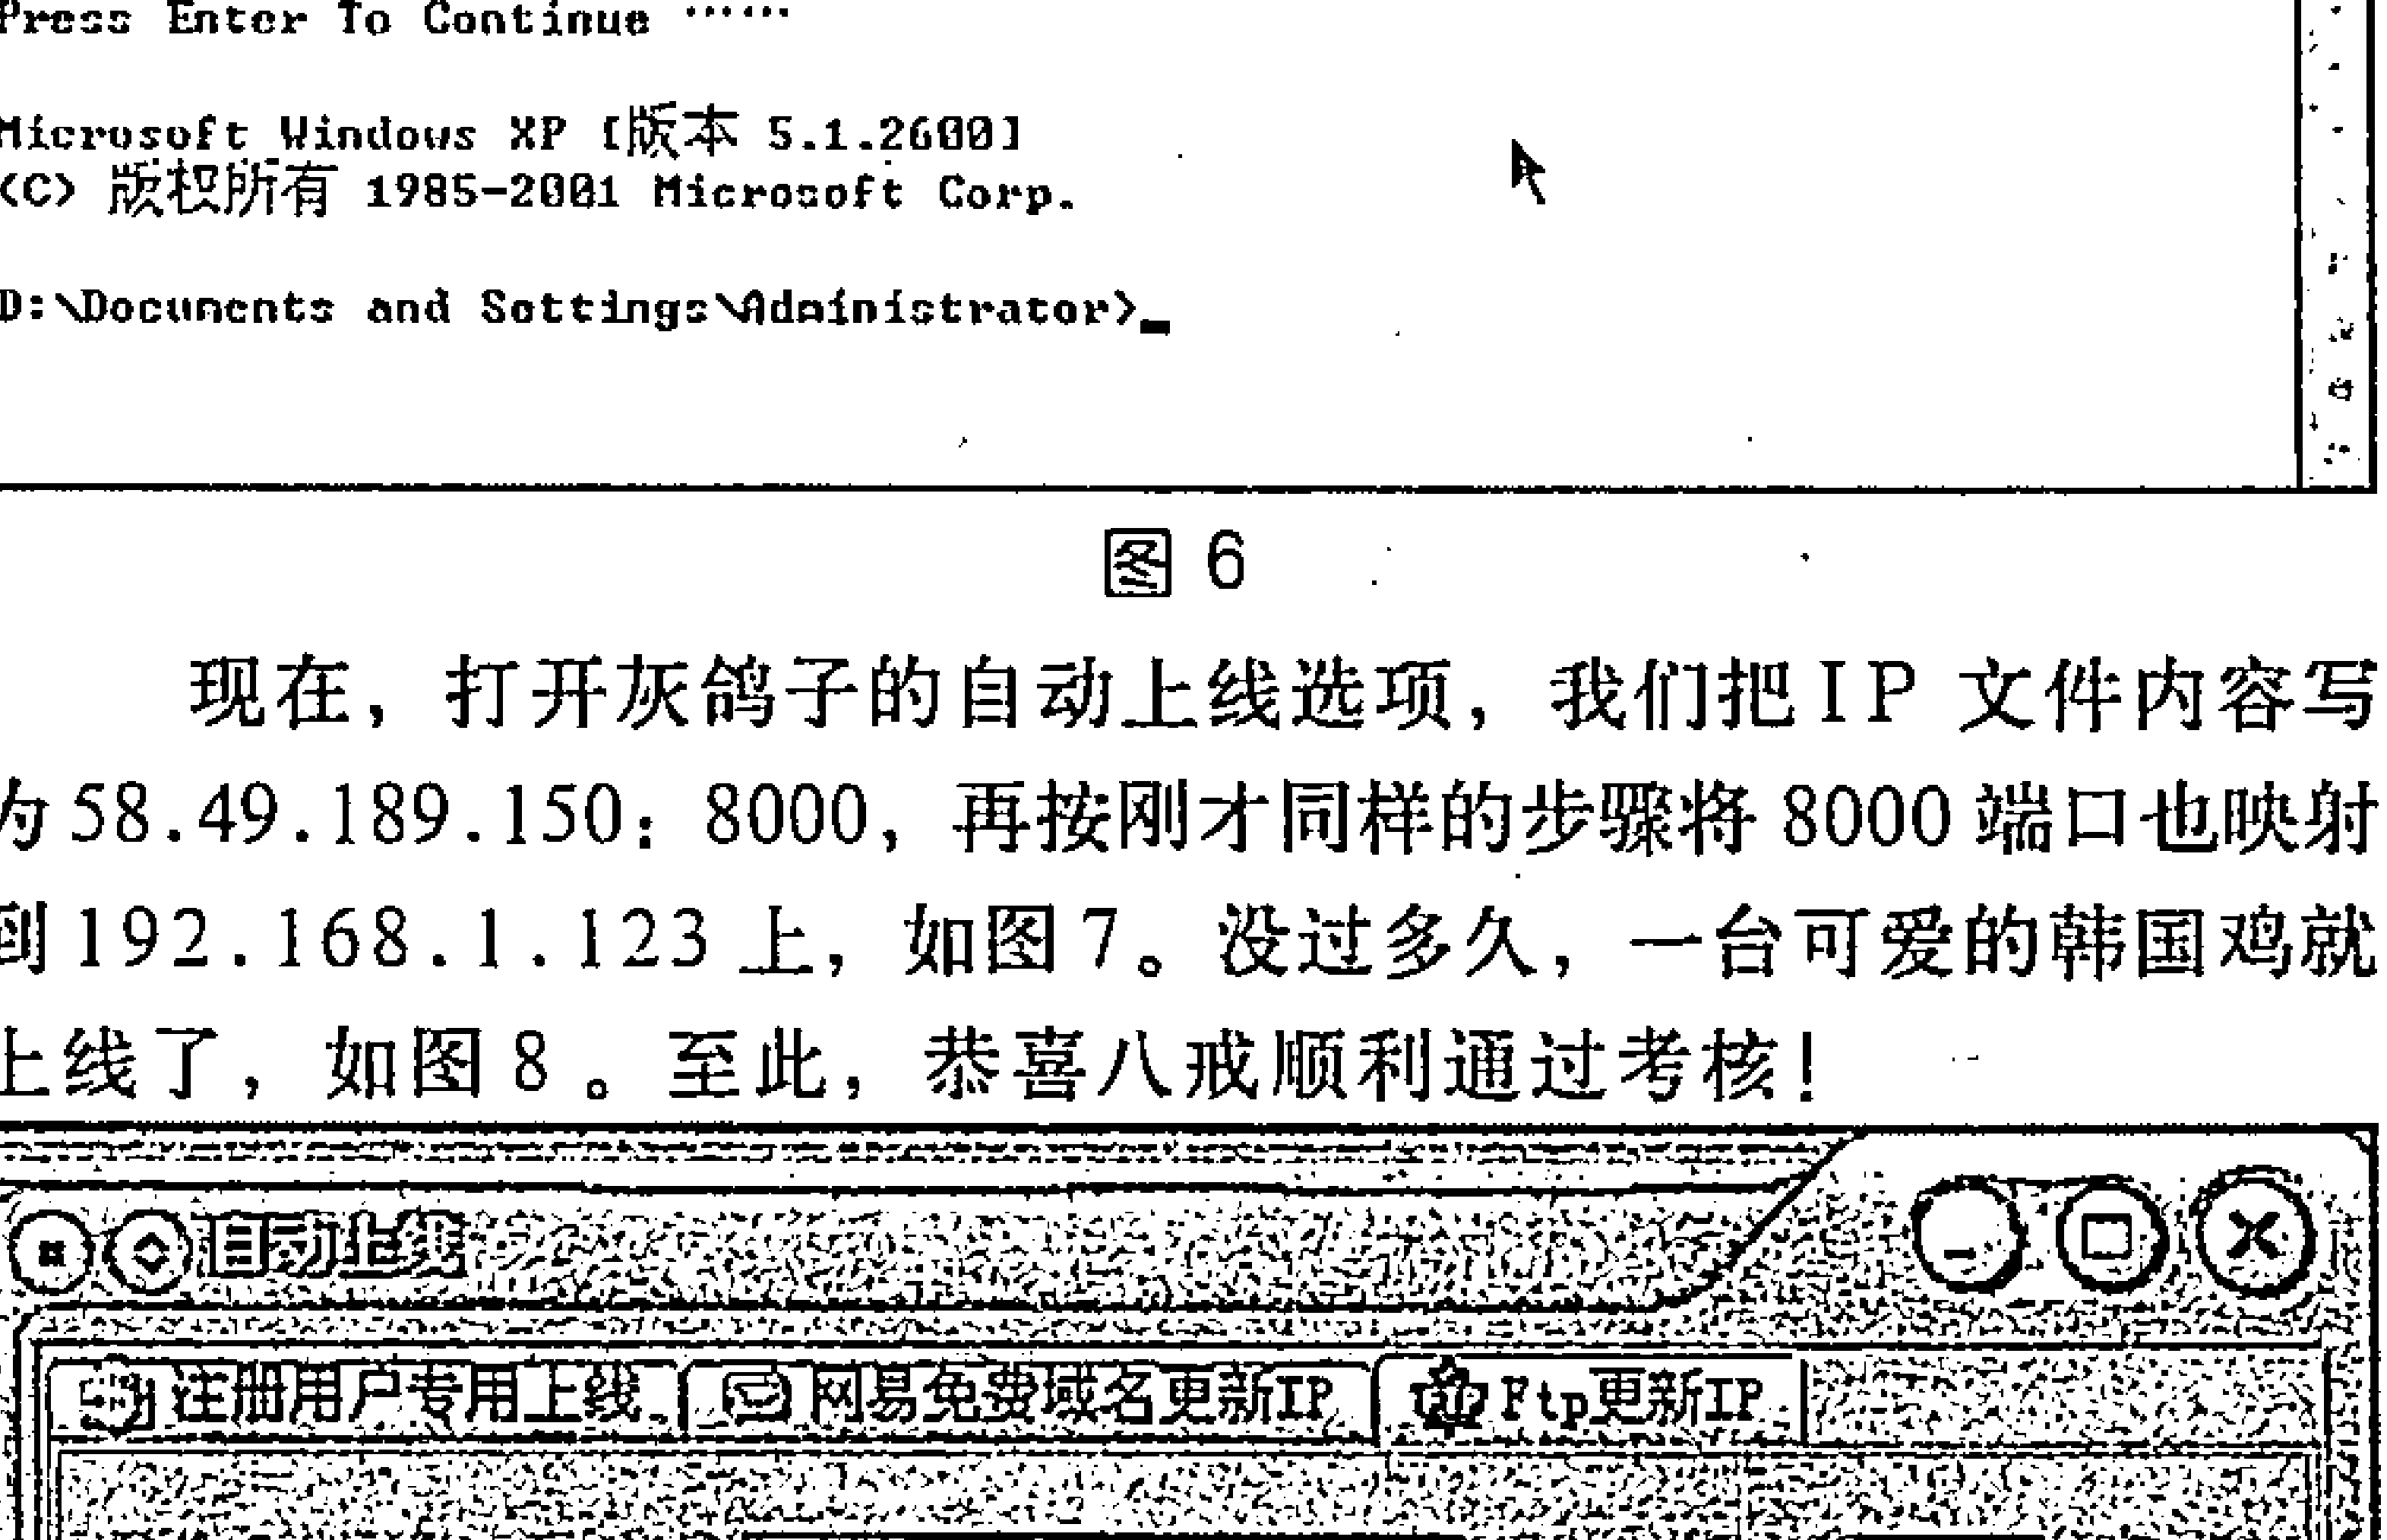 Press Enter To Continue ……
Microsoft Windows XP [版本 5.1.2600]
(C) 版权所有 1985-2001 Microsoft Corp.
D:\Documents and Settings\Administrator>_
图 6
现在，打开灰鸽子的自动上线选项，我们把IP 文件内容写
为58.49.189.150：8000，再按刚才同样的步骤将8000端口也映射
到192.168.1.123上，如图7。没过多久，一台可爱的韩国鸡就
上线了，如图8。至此，恭喜八戒顺利通过考核！
自动上线
注册用户专用上线 网易免费域名更新IP Ftp更新IP